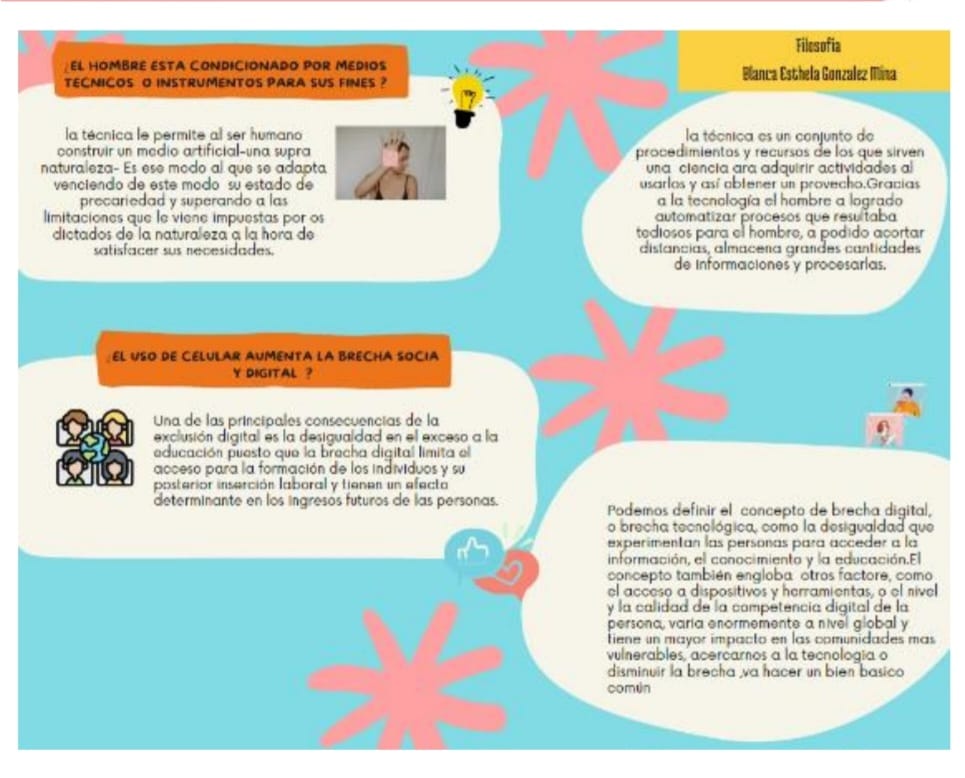 ¿EL HOMBRE ESTA CONDICIONADO POR MEDIOS
TECNICOS O INSTRUMENTOS PARA SUS FINES ?
la técnica le permite al ser humano
construir un medio artificial-una supra
naturaleza- Es ese modo al que se adapta
venciendo de este modo su estado de
precariedad y superando a las
limitaciones que le viene impuestas por os
dictados de la naturaleza a la hora de
satisfacer sus necesidades.
Filosofia
Blanca Esthela Gonzalez Mina
la técnica es un conjunto de
procedimientos y recursos de los que sirven
una ciencia ara adquirir actividades al
usarlos y así obtener un provecho.Gracias
a la tecnología el hombre a logrado
automatizar procesos que resultaba
tediosos para el hombre, a podido acortar
distancias, almacena grandes cantidades
de informaciones y procesarlas.
¿EL USO DE CELULAR AUMENTA LA BRECHA SOCIA
Y DIGITAL ?
Una de las principales consecuencias de la
exclusión digital es la desigualdad en el exceso a la
educación puesto que la brecha digital limita el
acceso para la formación de los individuos y su
posterior inserción laboral y tienen un efecto
determinante en los ingresos futuros de las personas.
Podemos definir el concepto de brecha digital,
o brecha tecnológica, como la desigualdad que
experimentan las personas para acceder a la
información, el conocimiento y la educación.El
concepto también engloba otros factore, como
el acceso a dispositivos y herramientas, o el nivel
y la calidad de la competencia digital de la
persona, varia enormemente a nivel global y
tiene un mayor impacto en las comunidades mas
vulnerables, acercarnos a la tecnologia o
disminuir la brecha ,va hacer un bien basico
común